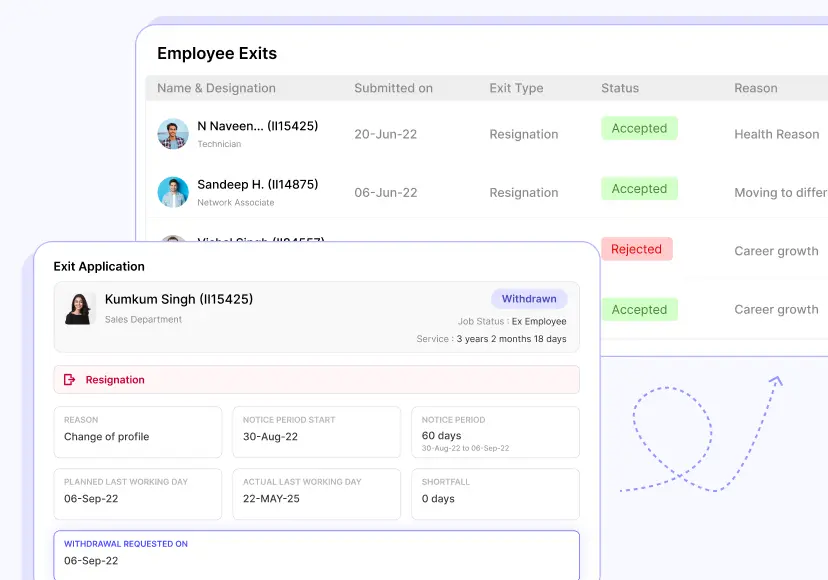 Employee Exits
Name & Designation Submitted on Exit Type Status Reason
N Naveen... (II15425) 20-Jun-22 Resignation Accepted Health Reason
Technician
Sandeep H. (II14875) 06-Jun-22 Resignation Accepted Moving to differ
Network Associate
Rejected Career growth
Accepted Career growth
Exit Application
Kumkum Singh (II15425) Withdrawn
Sales Department Job Status : Ex Employee
Service : 3 years 2 months 18 days
Resignation
REASON NOTICE PERIOD START NOTICE PERIOD
Change of profile 30-Aug-22 60 days
30-Aug-22 to 06-Sep-22
PLANNED LAST WORKING DAY ACTUAL LAST WORKING DAY SHORTFALL
06-Sep-22 22-MAY-25 0 days
WITHDRAWAL REQUESTED ON
06-Sep-22